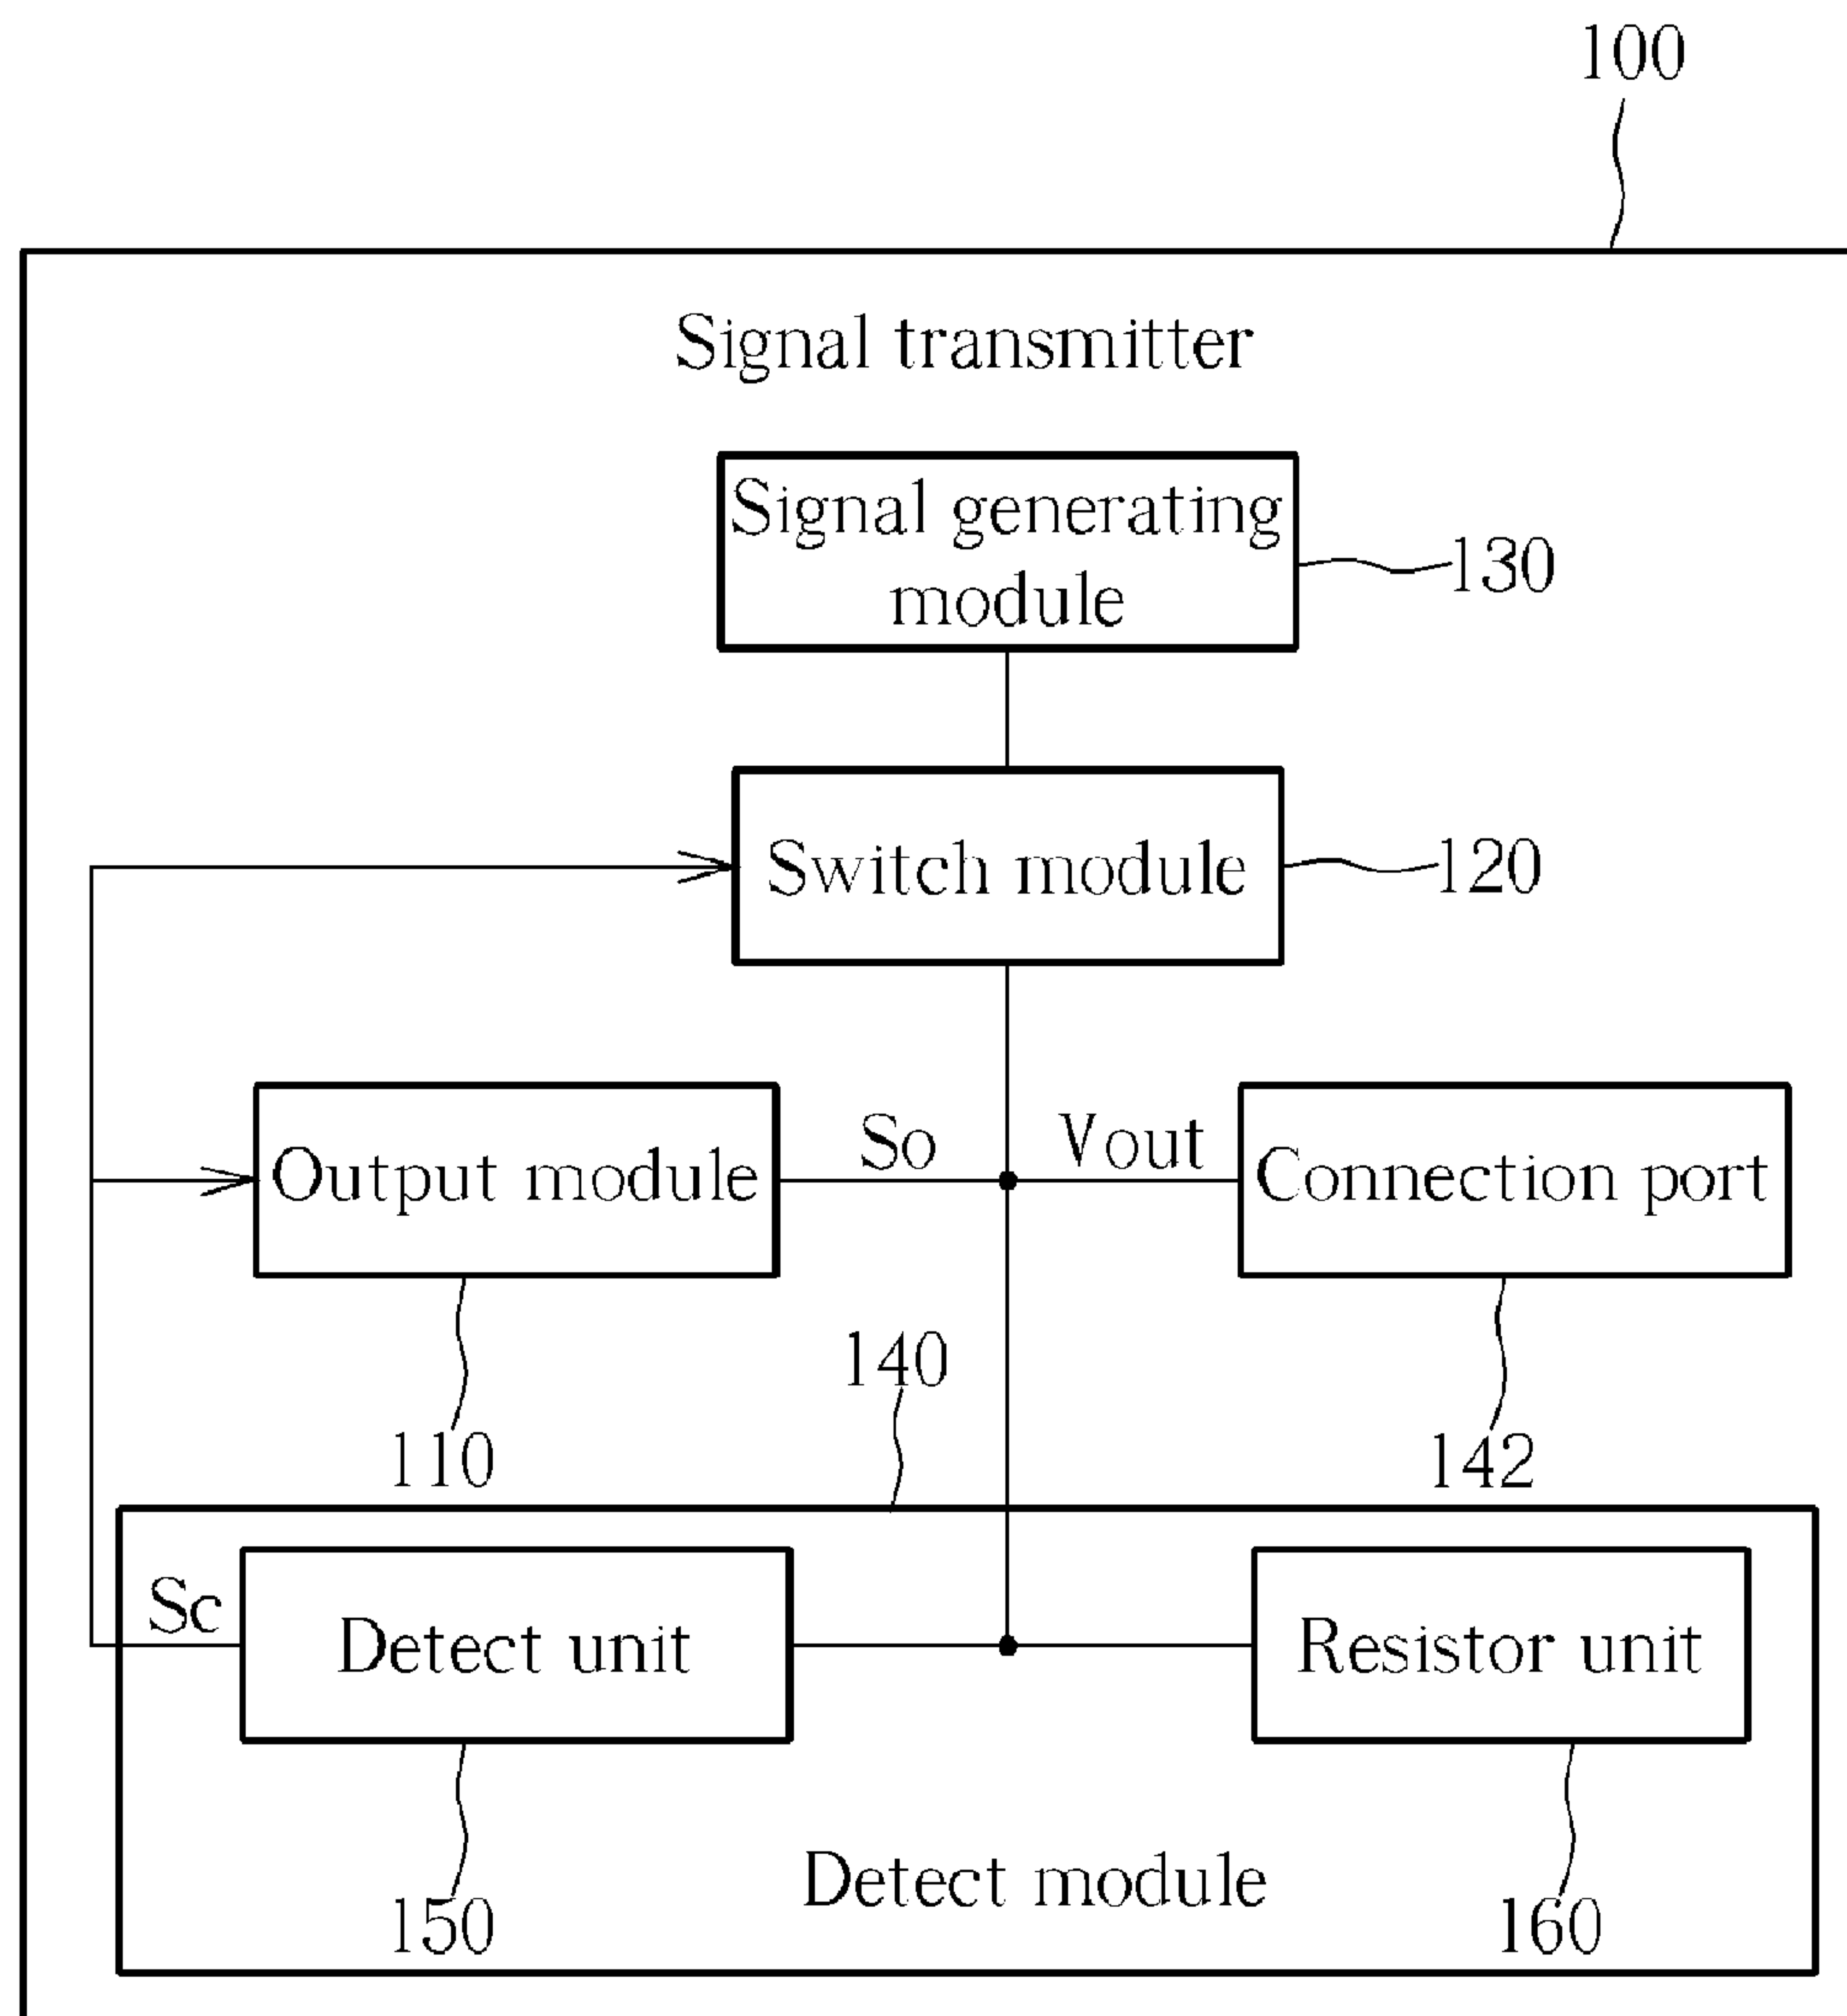 100
Signal transmitter
Signal generating
module
130
Switch module
120
Output module
So
Vout
Connection port
110
140
142
Sc
Detect unit
Resistor unit
150
Detect module
160